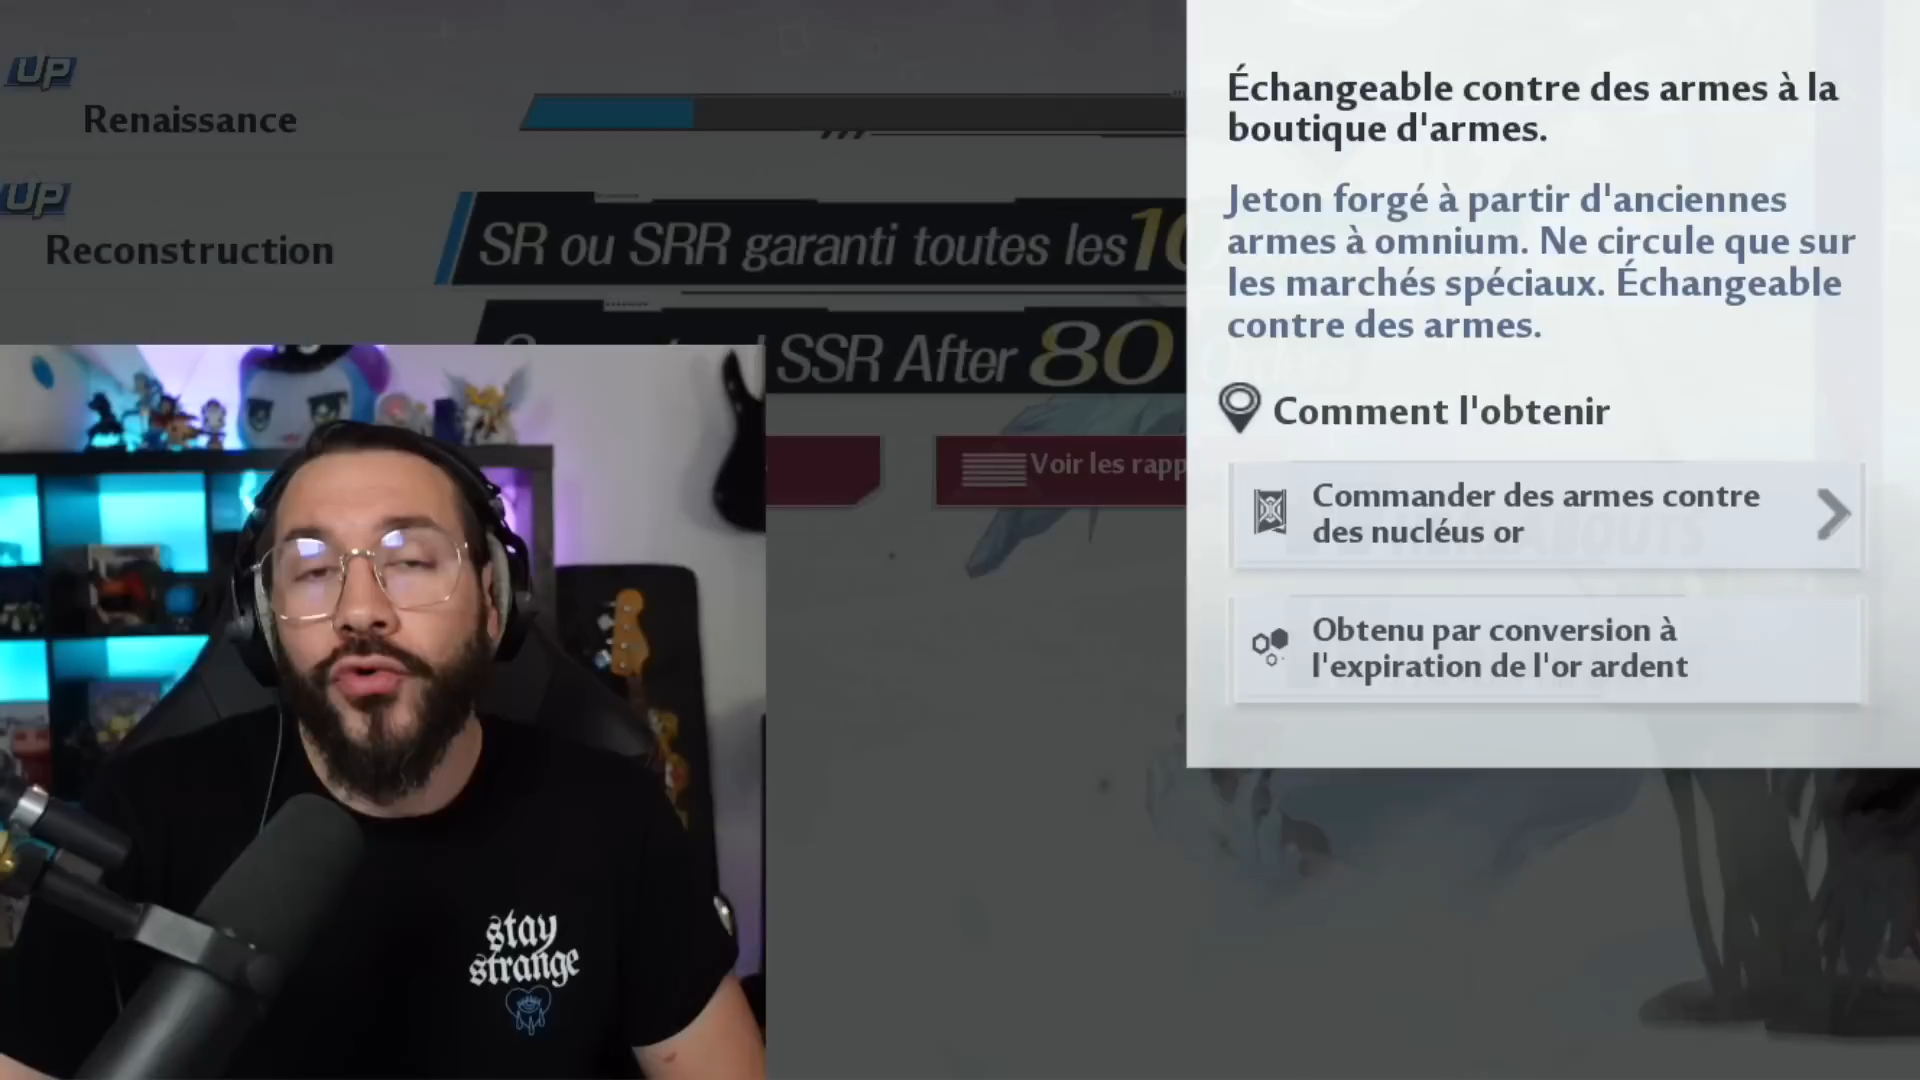 UP
Renaissance
UP
Reconstruction
SR ou SRR garanti toutes les 10
SSR After 80
Voir les rapp
Échangeable contre des armes à la
boutique d'armes.
Jeton forgé à partir d'anciennes
armes à omnium. Ne circule que sur
les marchés spéciaux. Échangeable
contre des armes.
Comment l'obtenir
Commander des armes contre
des nucléus or
Obtenu par conversion à
l'expiration de l'or ardent
stay
strange